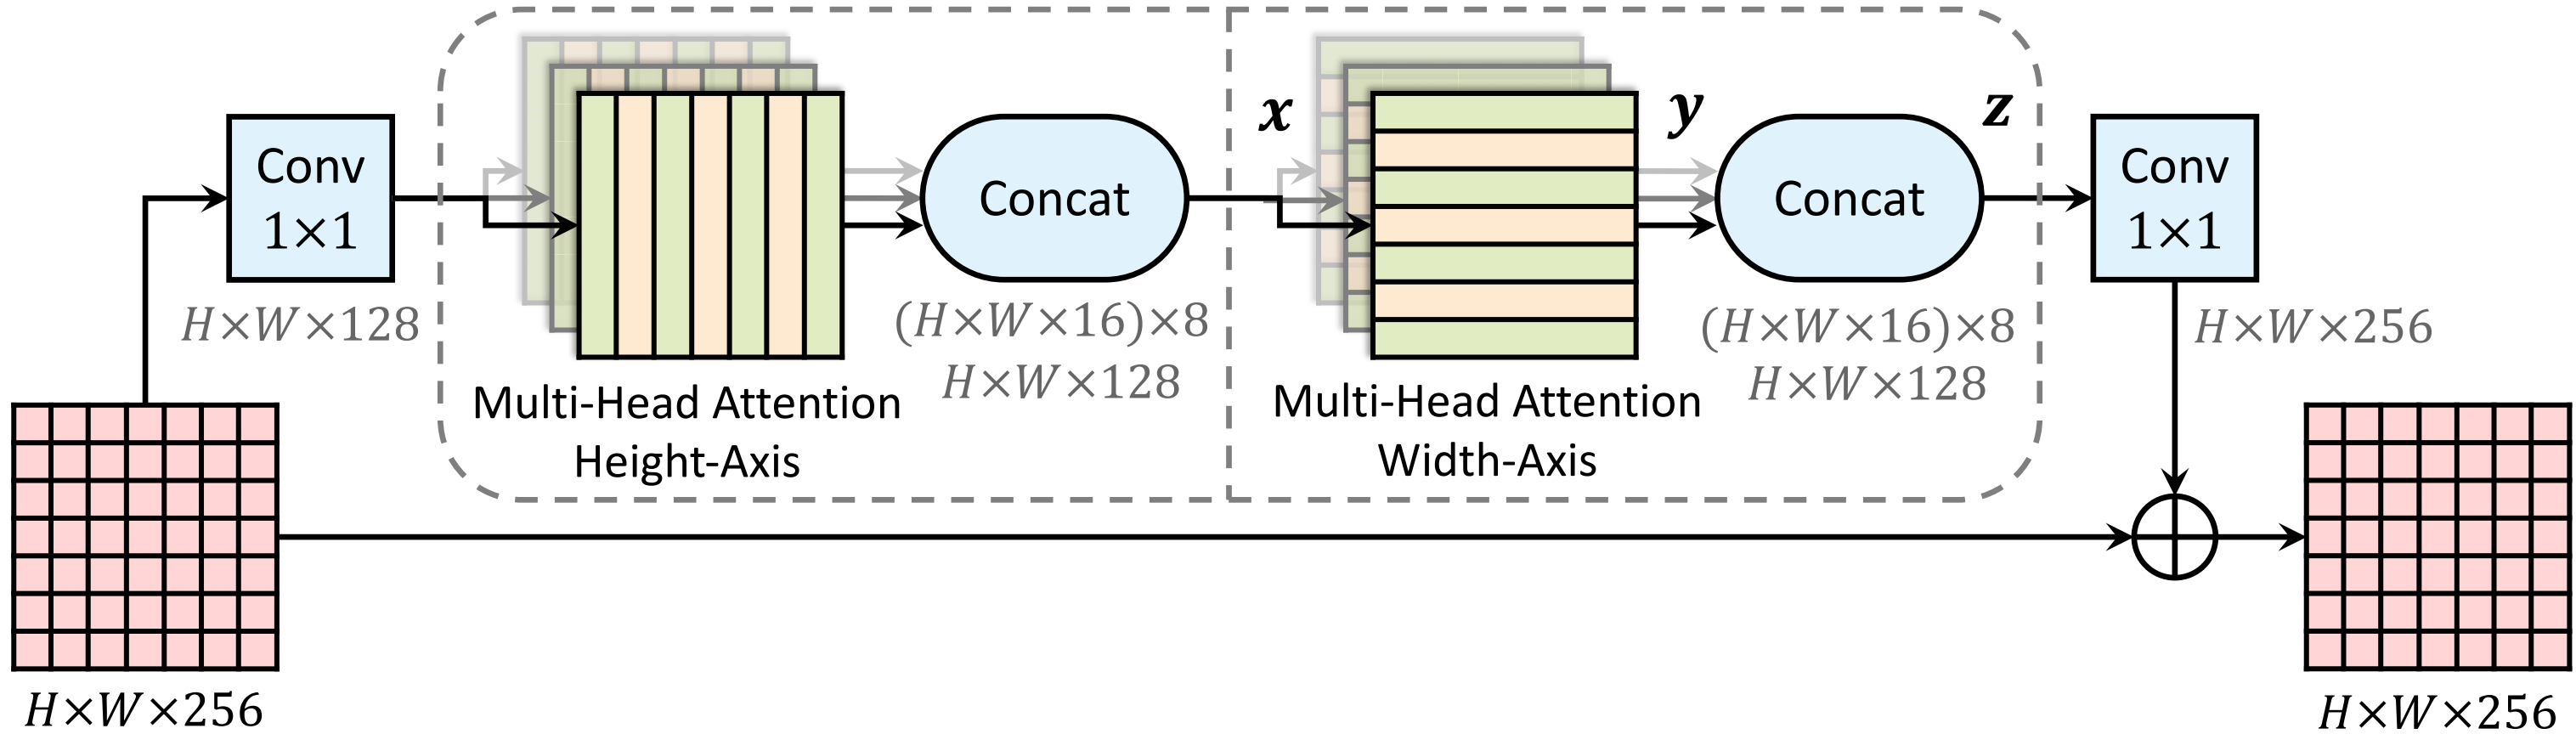 Conv
1×1
H×W×128
Multi-Head Attention
Height-Axis
Concat
(H×W×16)×8
H×W×128
x
Multi-Head Attention
Width-Axis
y
Concat
(H×W×16)×8
H×W×128
z
Conv
1×1
H×W×256
H×W×256
H×W×256